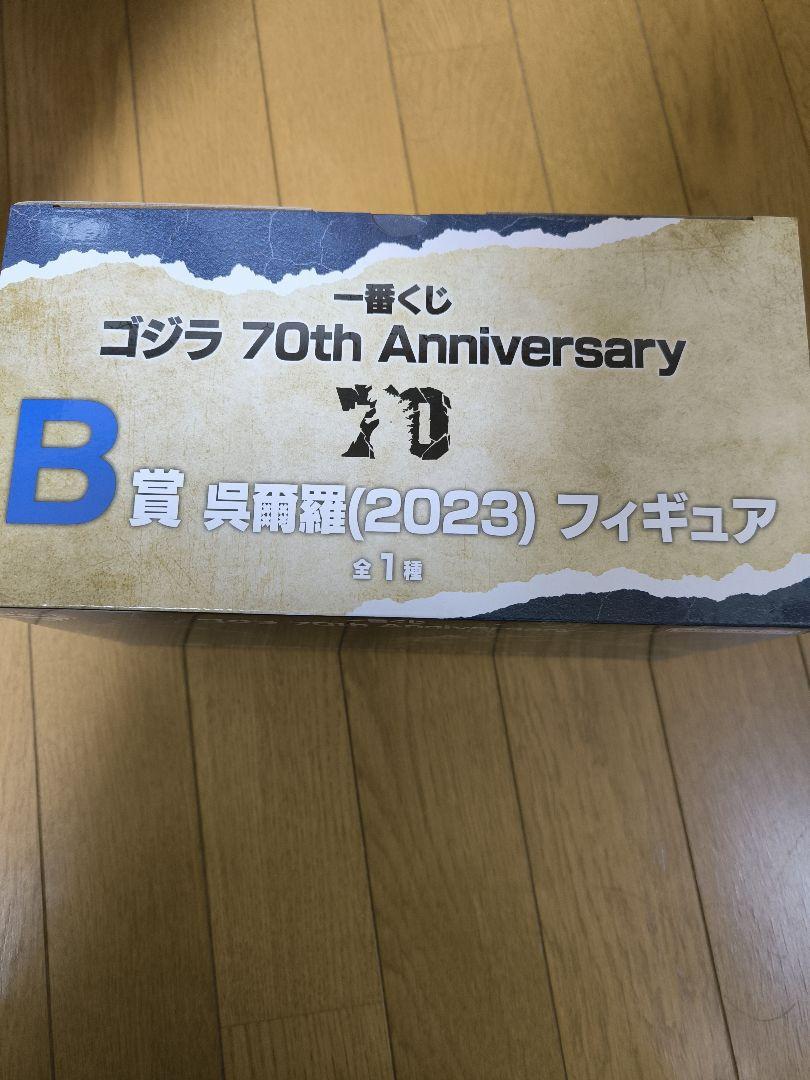 一番くじ
ゴジラ 70th Anniversary
70
B賞 呉爾羅(2023) フィギュア
全1種